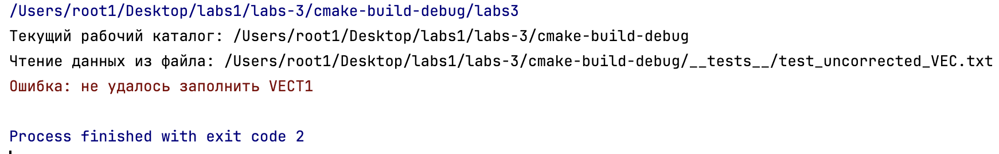 /Users/root1/Desktop/labs1/labs-3/cmake-build-debug/labs3
Текущий рабочий каталог: /Users/root1/Desktop/labs1/labs-3/cmake-build-debug
Чтение данных из файла: /Users/root1/Desktop/labs1/labs-3/cmake-build-debug/__tests__/test_uncorrected_VEC.txt
Ошибка: не удалось заполнить VECT1
Process finished with exit code 2